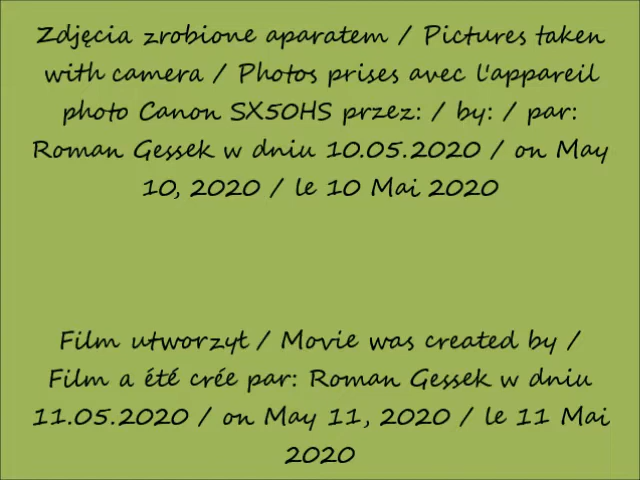 Zdjęcia zrobione aparatem / Pictures taken
with camera / Photos prises avec l'appareil
photo Canon SX50HS przez: / by: / par:
Roman Gessek w dniu 10.05.2020 / on May
10, 2020 / le 10 Mai 2020
Film utworzył / Movie was created by /
Film a été crée par: Roman Gessek w dniu
11.05.2020 / on May 11, 2020 / le 11 Mai
2020